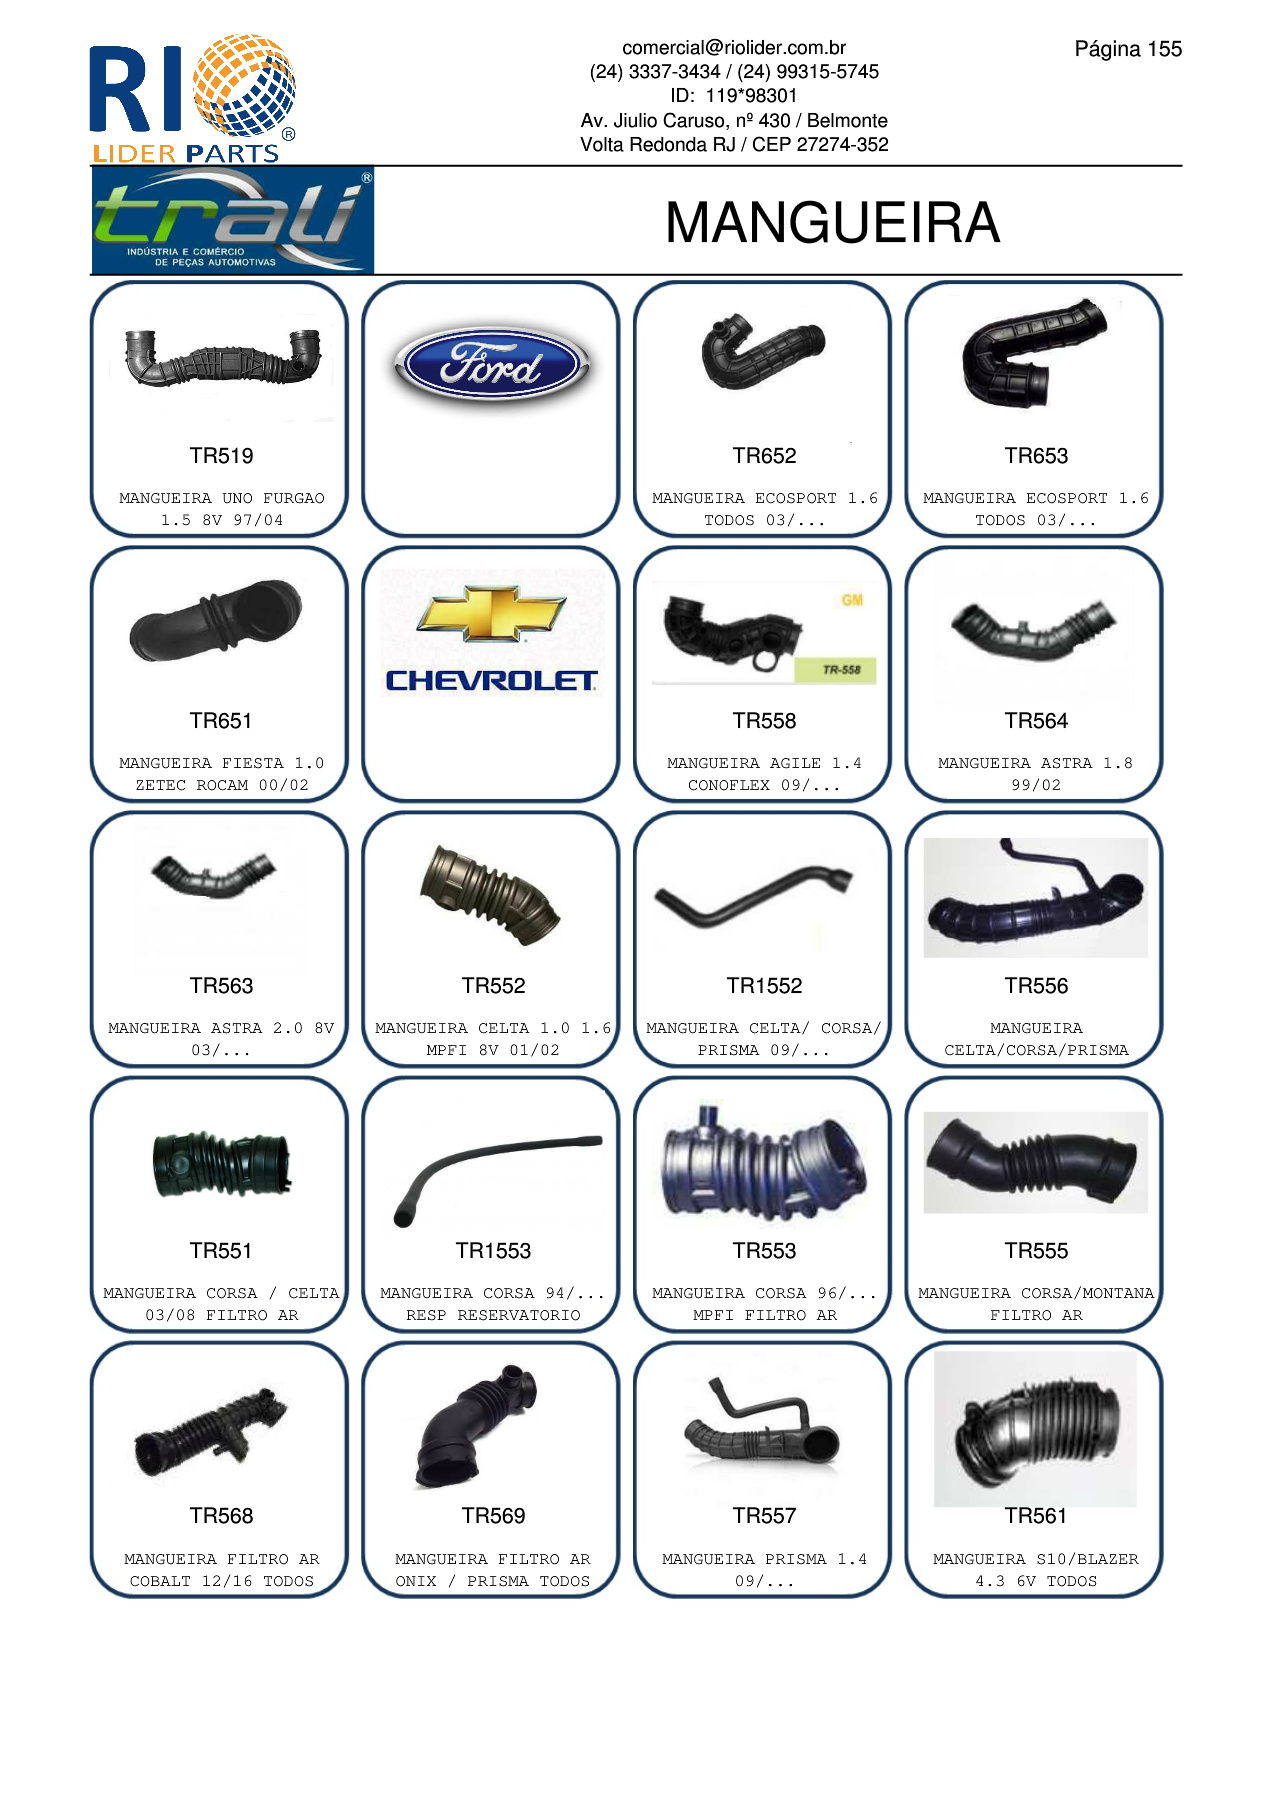 RIO
®
LIDER PARTS
comercial@riolider.com.br
(24) 3337-3434 / (24) 99315-5745
ID: 119*98301
Av. Jiulio Caruso, nº 430 / Belmonte
Volta Redonda RJ / CEP 27274-352
Página 155
trali
®
INDÚSTRIA E COMÉRCIO
DE PEÇAS AUTOMOTIVAS
MANGUEIRA
TR519
MANGUEIRA UNO FURGAO
1.5 8V 97/04
Ford
TR652
MANGUEIRA ECOSPORT 1.6
TODOS 03/...
TR653
MANGUEIRA ECOSPORT 1.6
TODOS 03/...
TR651
MANGUEIRA FIESTA 1.0
ZETEC ROCAM 00/02
CHEVROLET
GM
TR-558
TR558
MANGUEIRA AGILE 1.4
CONOFLEX 09/...
TR564
MANGUEIRA ASTRA 1.8
99/02
TR563
MANGUEIRA ASTRA 2.0 8V
03/...
TR552
MANGUEIRA CELTA 1.0 1.6
MPFI 8V 01/02
TR1552
MANGUEIRA CELTA/ CORSA/
PRISMA 09/...
TR556
MANGUEIRA
CELTA/CORSA/PRISMA
TR551
MANGUEIRA CORSA / CELTA
03/08 FILTRO AR
TR1553
MANGUEIRA CORSA 94/...
RESP RESERVATORIO
TR553
MANGUEIRA CORSA 96/...
MPFI FILTRO AR
TR555
MANGUEIRA CORSA/MONTANA
FILTRO AR
TR568
MANGUEIRA FILTRO AR
COBALT 12/16 TODOS
TR569
MANGUEIRA FILTRO AR
ONIX / PRISMA TODOS
TR557
MANGUEIRA PRISMA 1.4
09/...
TR561
MANGUEIRA S10/BLAZER
4.3 6V TODOS